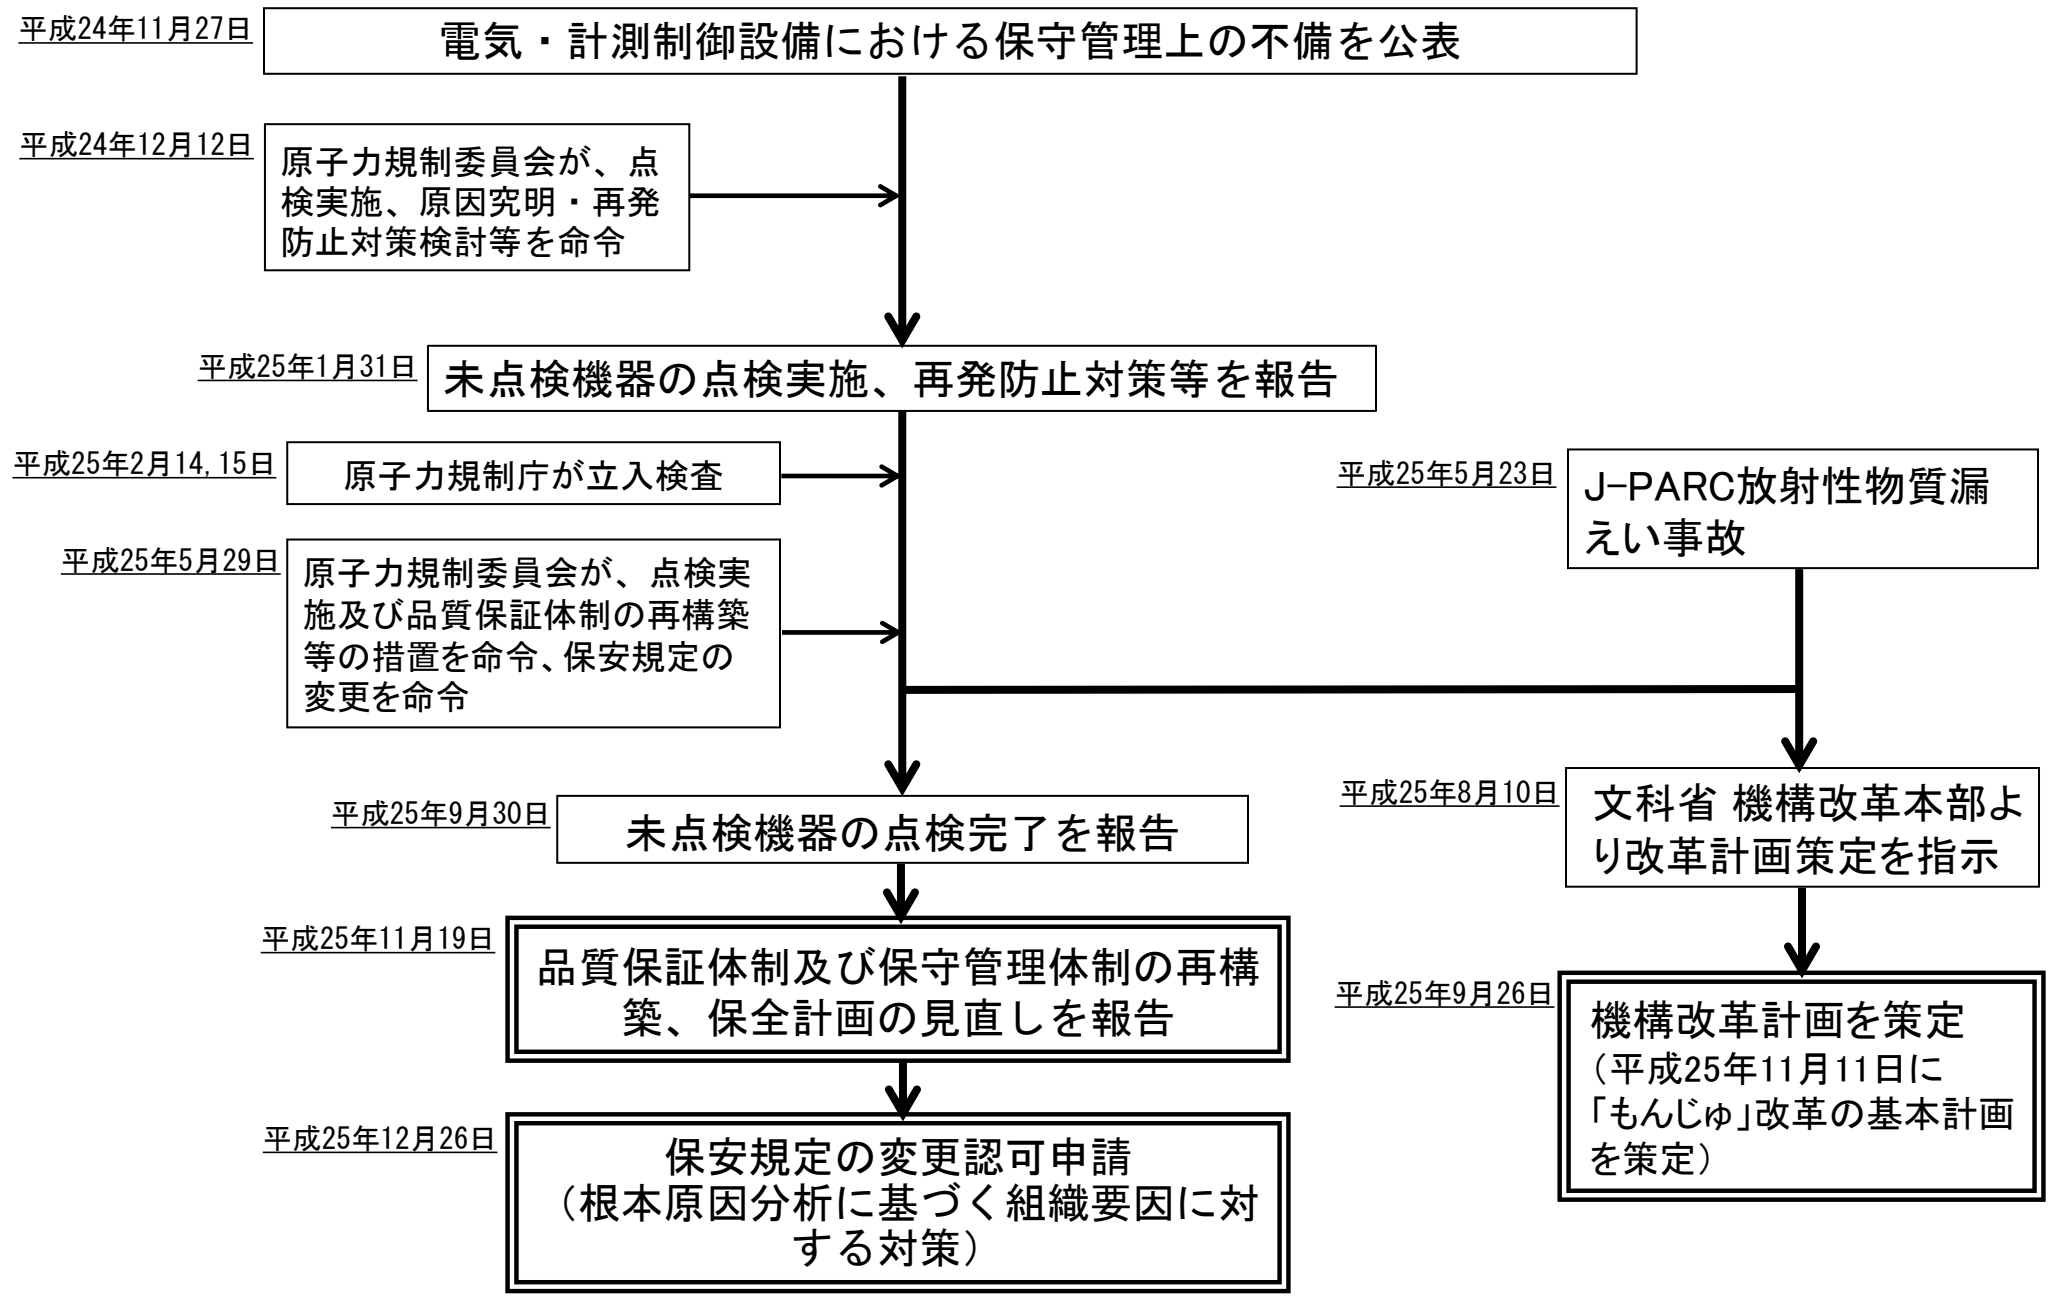 平成24年11月27日
電気・計測制御設備における保守管理上の不備を公表
平成24年12月12日
原子力規制委員会が、点
検実施、原因究明・再発
防止対策検討等を命令
平成25年1月31日
未点検機器の点検実施、再発防止対策等を報告
平成25年2月14,15日
原子力規制庁が立入検査
平成25年5月23日
J-PARC放射性物質漏
えい事故
平成25年5月29日
原子力規制委員会が、点検実
施及び品質保証体制の再構築
等の措置を命令、保安規定の
変更を命令
平成25年8月10日
文科省 機構改革本部よ
り改革計画策定を指示
平成25年9月30日
未点検機器の点検完了を報告
平成25年11月19日
品質保証体制及び保守管理体制の再構
築、保全計画の見直しを報告
平成25年9月26日
機構改革計画を策定
（平成25年11月11日に
「もんじゅ」改革の基本計画
を策定）
平成25年12月26日
保安規定の変更認可申請
（根本原因分析に基づく組織要因に対
する対策）